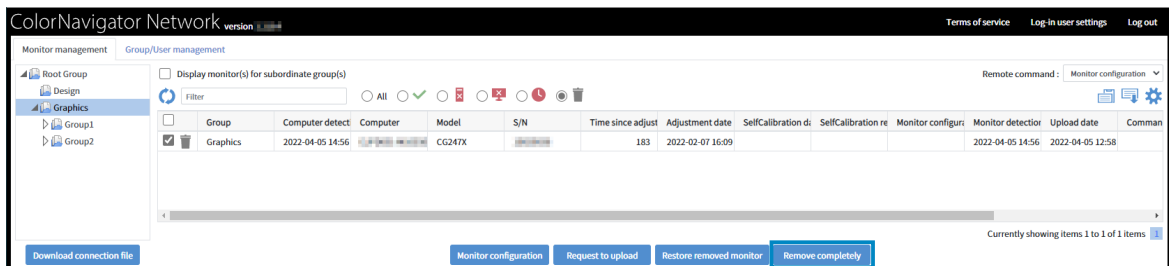 ColorNavigator Network version
Terms of service Log-in user settings Log out
Monitor management Group/User management
Root Group
Design
Graphics
Group1
Group2
Display monitor(s) for subordinate group(s)
Remote command : Monitor configuration
Filter All
Group Computer detecti Computer Model S/N Time since adjust Adjustment date SelfCalibration da SelfCalibration re Monitor configura Monitor detection Upload date Comman
Graphics 2022-04-05 14:56 CG247X 183 2022-02-07 16:09 2022-04-05 14:56 2022-04-05 12:58
Currently showing items 1 to 1 of 1 items 1
Download connection file Monitor configuration Request to upload Restore removed monitor Remove completely